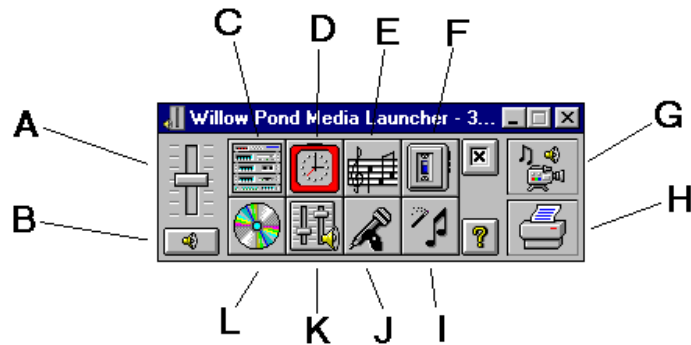 C D E F
Willow Pond Media Launcher - 3...
A G
B H
?
L K J I